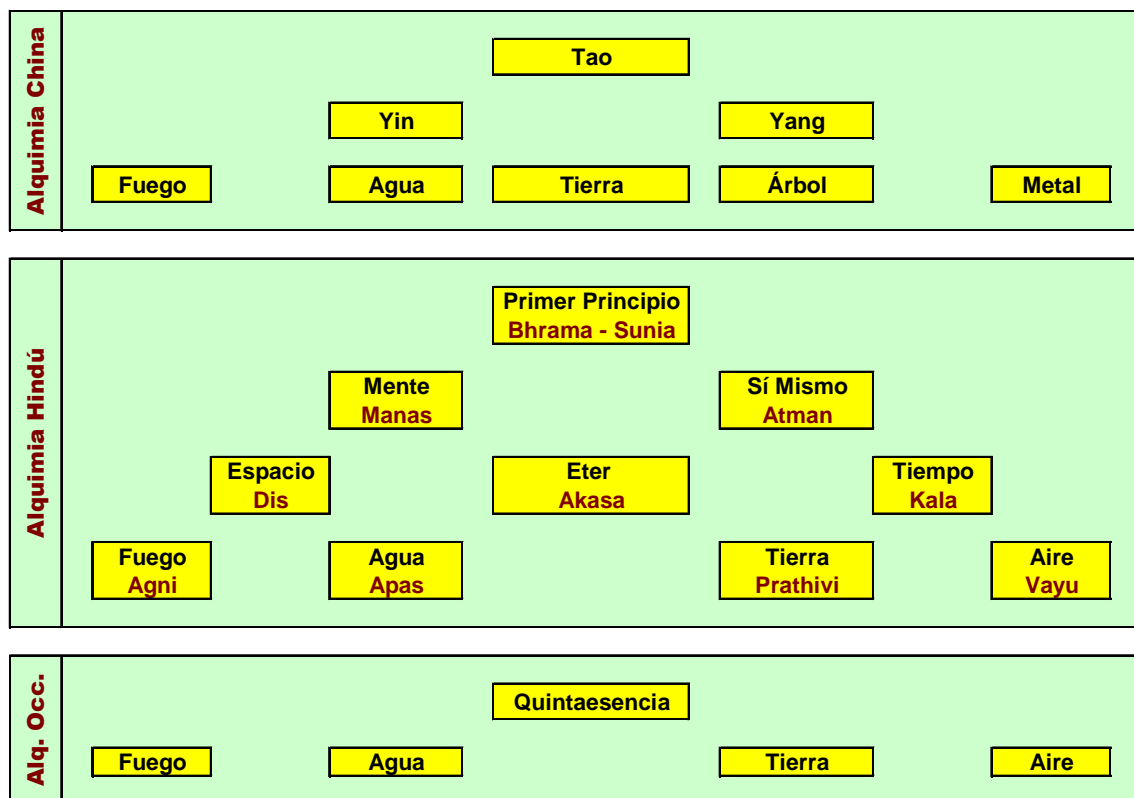 Alquimia China
Tao
Yin Yang
Fuego Agua Tierra Árbol Metal
Alquimia Hindú
Primer Principio
Bhrama - Sunia
Mente Sí Mismo
Manas Atman
Espacio Eter Tiempo
Dis Akasa Kala
Fuego Agua Tierra Aire
Agni Apas Prathivi Vayu
Alq. Occ.
Quintaesencia
Fuego Agua Tierra Aire